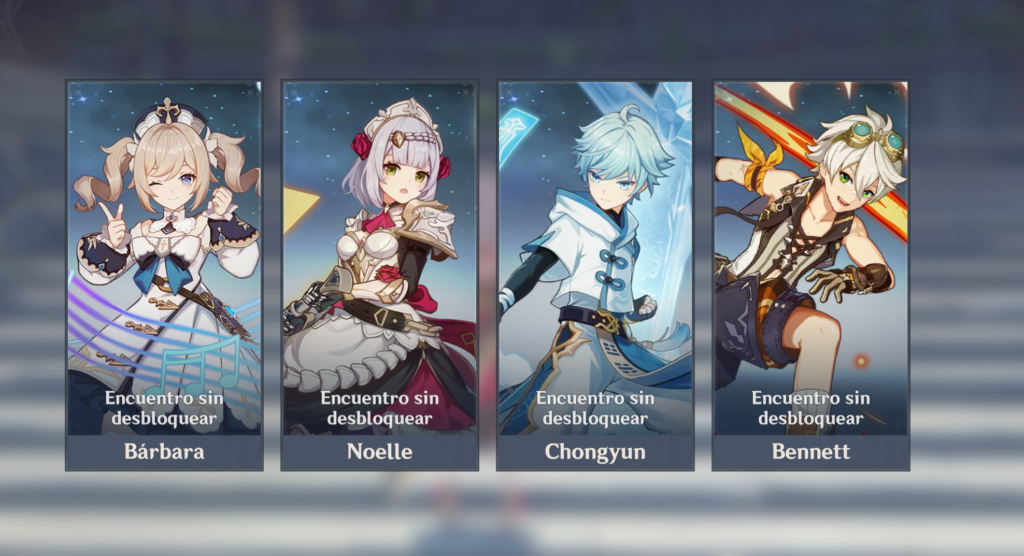 Encuentro sin
desbloquear
Bárbara
Encuentro sin
desbloquear
Noelle
Encuentro sin
desbloquear
Chongyun
Encuentro sin
desbloquear
Bennett